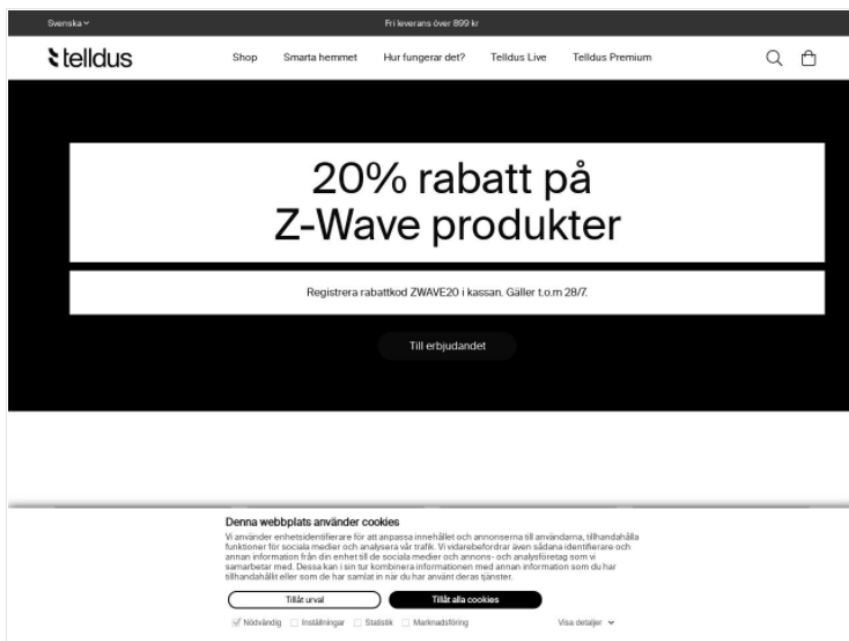 Svenska
Fri leverans över 899 kr
telldus
Shop
Smarta hemmet
Hur fungerar det?
Telldus Live
Telldus Premium
20% rabatt på
Z-Wave produkter
Registrera rabattkod ZWAVE20 i kassan. Gäller t.o.m 28/7.
Till erbjudandet
Denna webbplats använder cookies
Vi använder enhetsidentifierare för att anpassa innehållet och annonserna till användarna, tillhandahålla
funktioner för sociala medier och analysera vår trafik. Vi vidarebefordrar även sådana identifierare och
annan information från din enhet till de sociala medier och annons- och analysföretag som vi
samarbetar med. Dessa kan i sin tur kombinera informationen med annan information som du har
tillhandahållit eller som de har samlat in när du har använt deras tjänster.
Tillåt urval
Tillåt alla cookies
Nödvändig
Inställningar
Statistik
Marknadsföring
Visa detaljer